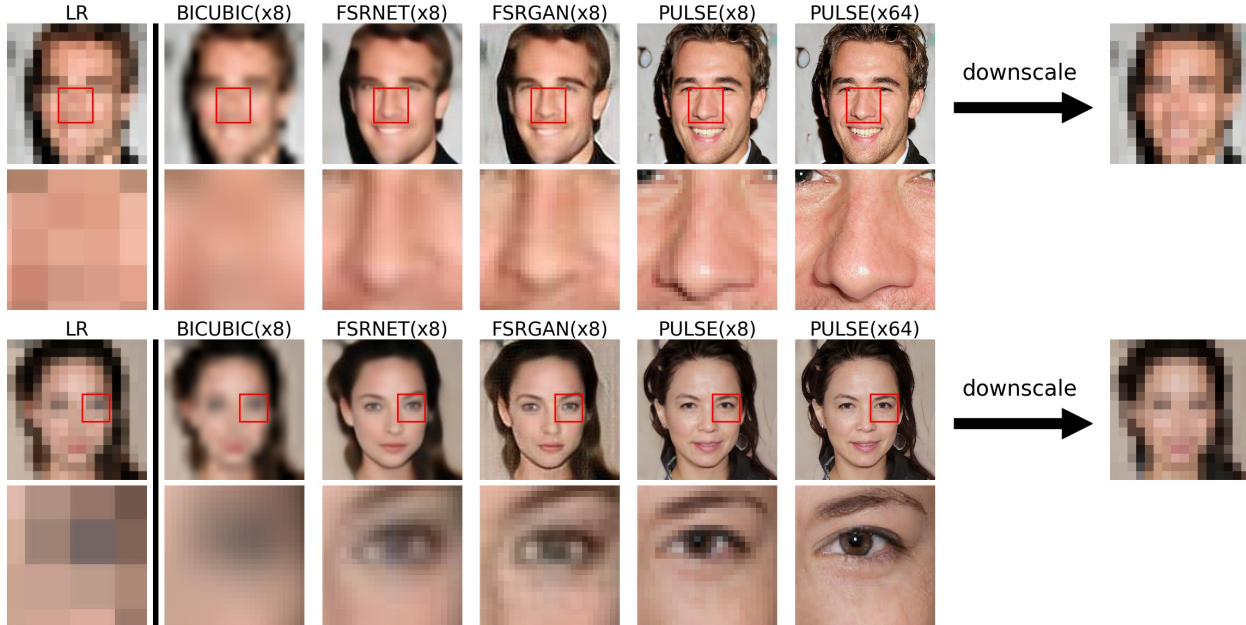 LR BICUBIC(x8) FSRNET(x8) FSRGAN(x8) PULSE(x8) PULSE(x64)
downscale
LR BICUBIC(x8) FSRNET(x8) FSRGAN(x8) PULSE(x8) PULSE(x64)
downscale